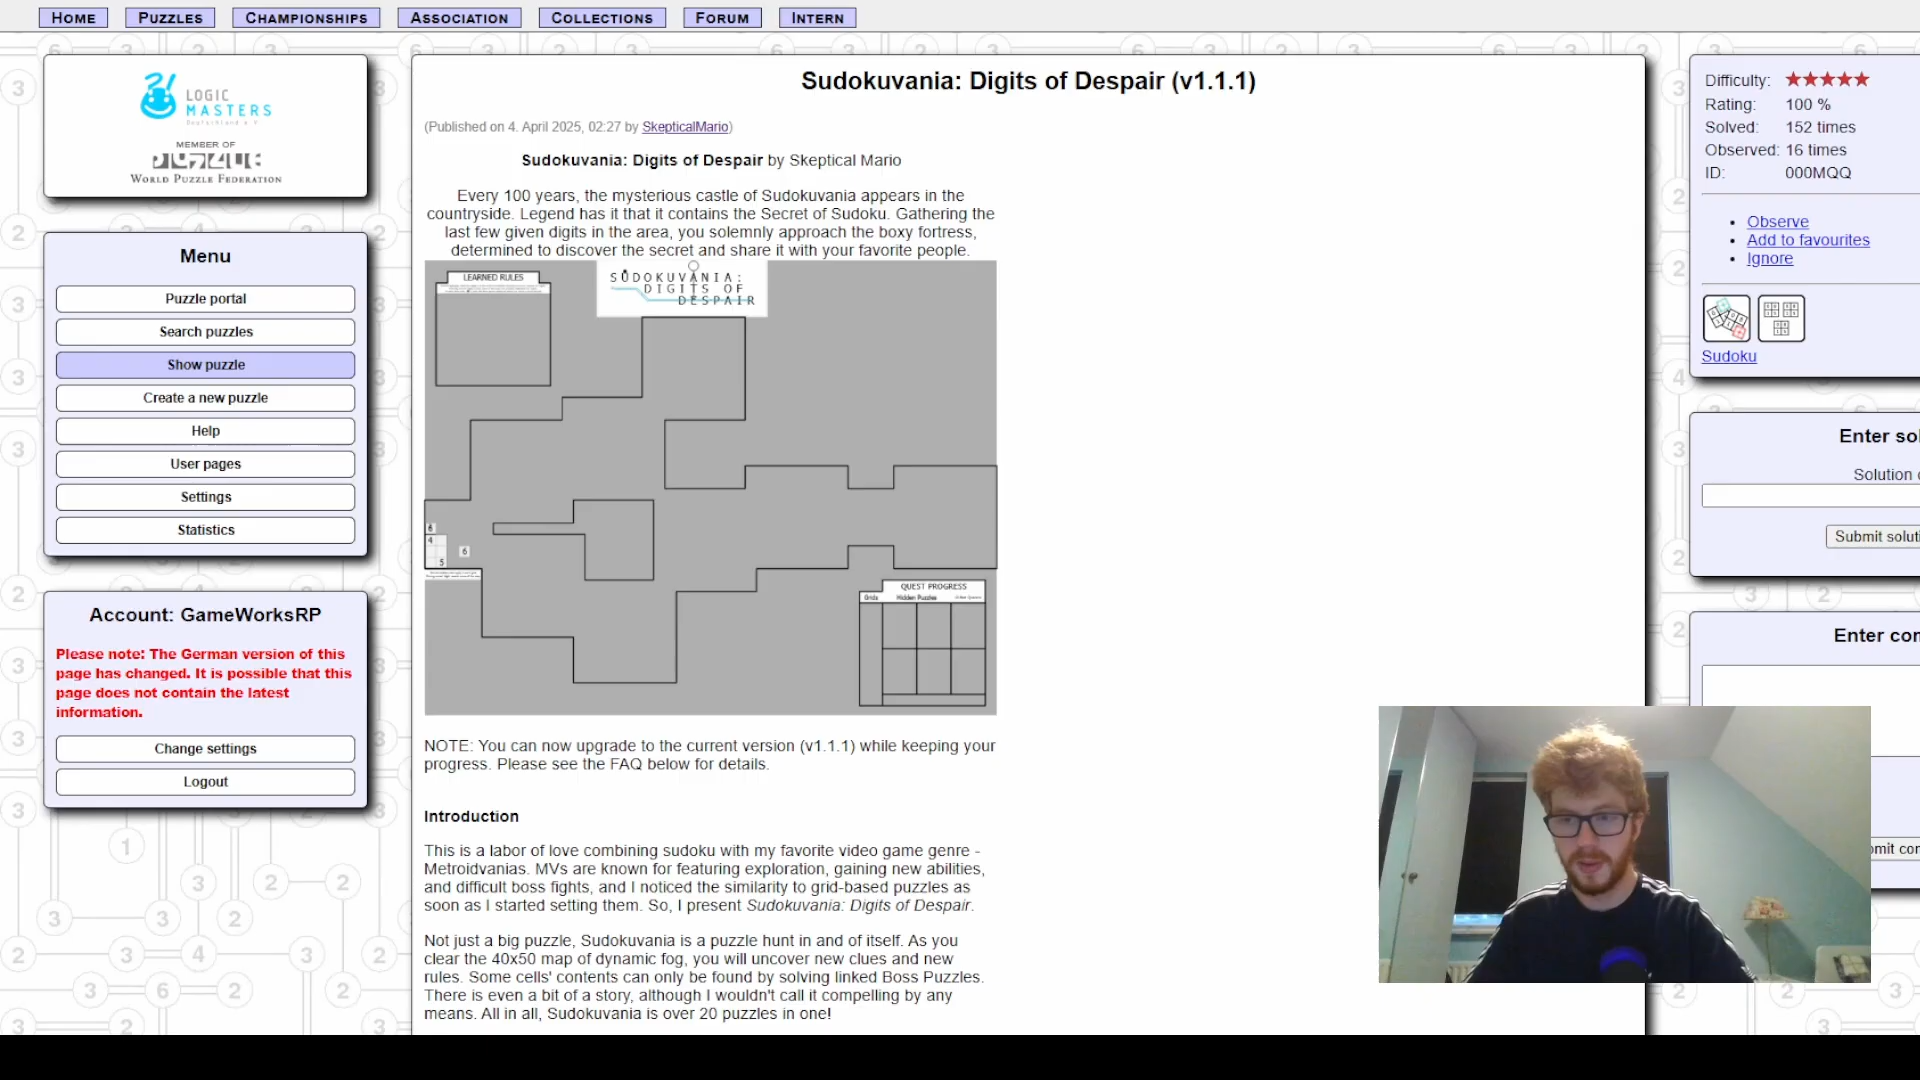 HOME
PUZZLES
CHAMPIONSHIPS
ASSOCIATION
COLLECTIONS
FORUM
INTERN
LOGIC
MASTERS
Deutschland e.V.
MEMBER OF
PUZZLE
WORLD PUZZLE FEDERATION
Menu
Puzzle portal
Search puzzles
Show puzzle
Create a new puzzle
Help
User pages
Settings
Statistics
Account: GameWorksRP
Please note: The German version of this
page has changed. It is possible that this
page does not contain the latest
information.
Change settings
Logout
Sudokuvania: Digits of Despair (v1.1.1)
(Published on 4. April 2025, 02:27 by SkepticalMario)
Sudokuvania: Digits of Despair by Skeptical Mario
Every 100 years, the mysterious castle of Sudokuvania appears in the
countryside. Legend has it that it contains the Secret of Sudoku. Gathering the
last few given digits in the area, you solemnly approach the boxy fortress,
determined to discover the secret and share it with your favorite people.
LEARNED RULES
SUDOKUVANIA:
DIGITS OF
DESPAIR
6
4
6
5
QUEST PROGRESS
Grids
Hidden Puzzles
NOTE: You can now upgrade to the current version (v1.1.1) while keeping your
progress. Please see the FAQ below for details.
Introduction
This is a labor of love combining sudoku with my favorite video game genre -
Metroidvanias. MVs are known for featuring exploration, gaining new abilities,
and difficult boss fights, and I noticed the similarity to grid-based puzzles as
soon as I started setting them. So, I present Sudokuvania: Digits of Despair.
Not just a big puzzle, Sudokuvania is a puzzle hunt in and of itself. As you
clear the 40x50 map of dynamic fog, you will uncover new clues and new
rules. Some cells' contents can only be found by solving linked Boss Puzzles.
There is even a bit of a story, although I wouldn't call it compelling by any
means. All in all, Sudokuvania is over 20 puzzles in one!
Difficulty: ★★★★★
Rating: 100 %
Solved: 152 times
Observed: 16 times
ID: 000MQQ
Observe
Add to favourites
Ignore
Sudoku
Enter so
Solution
Submit solut
Enter co
mit co